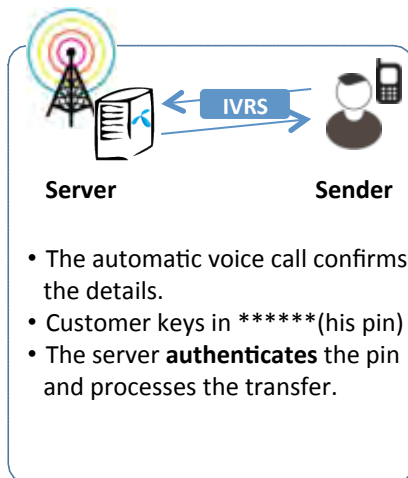 IVRS
Server Sender
• The automatic voice call confirms
the details.
• Customer keys in ******(his pin)
• The server authenticates the pin
and processes the transfer.